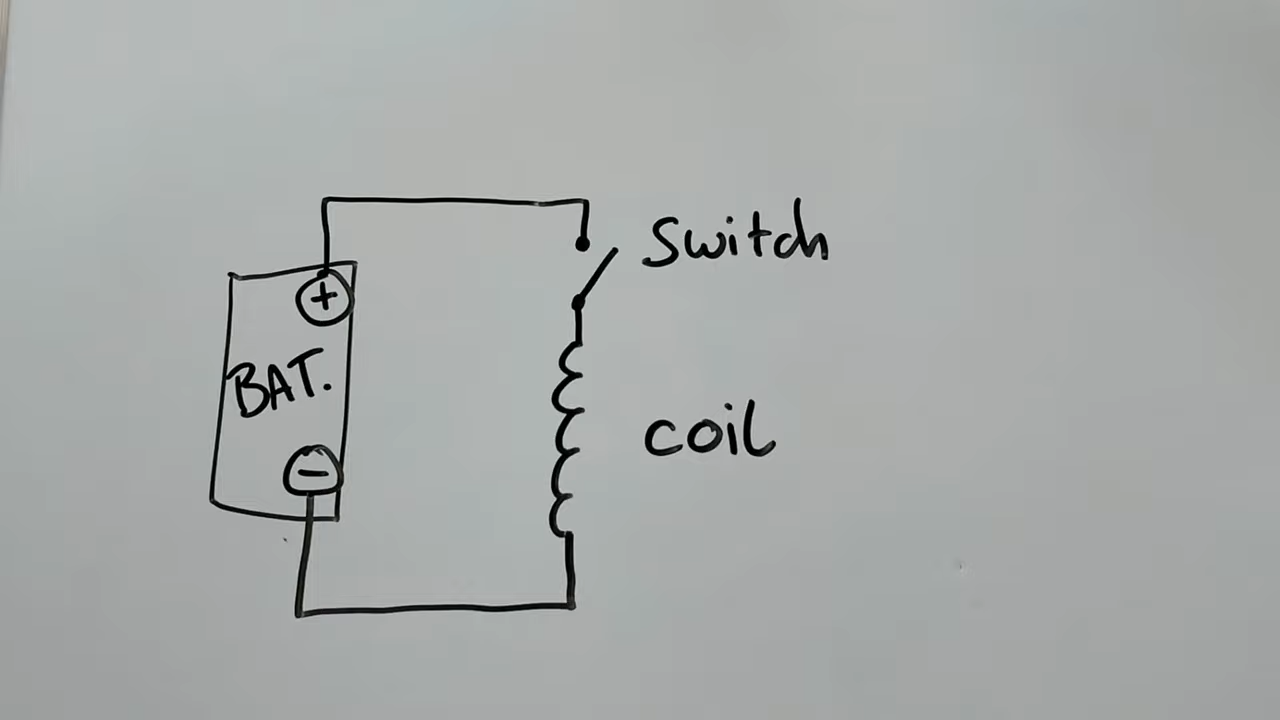 Switch
+
BAT.
coil
−